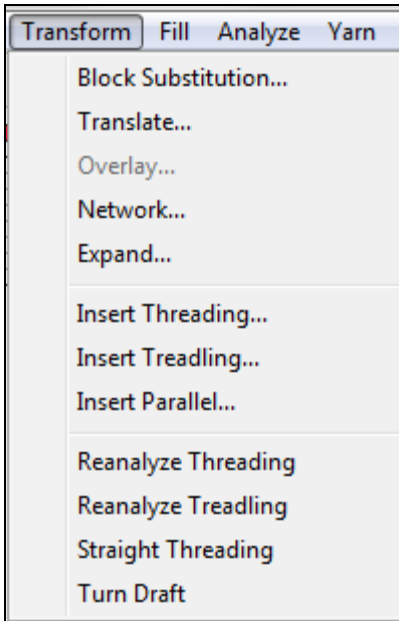 Transform Fill Analyze Yarn
Block Substitution...
Translate...
Overlay...
Network...
Expand...
Insert Threading...
Insert Treadling...
Insert Parallel...
Reanalyze Threading
Reanalyze Treadling
Straight Threading
Turn Draft